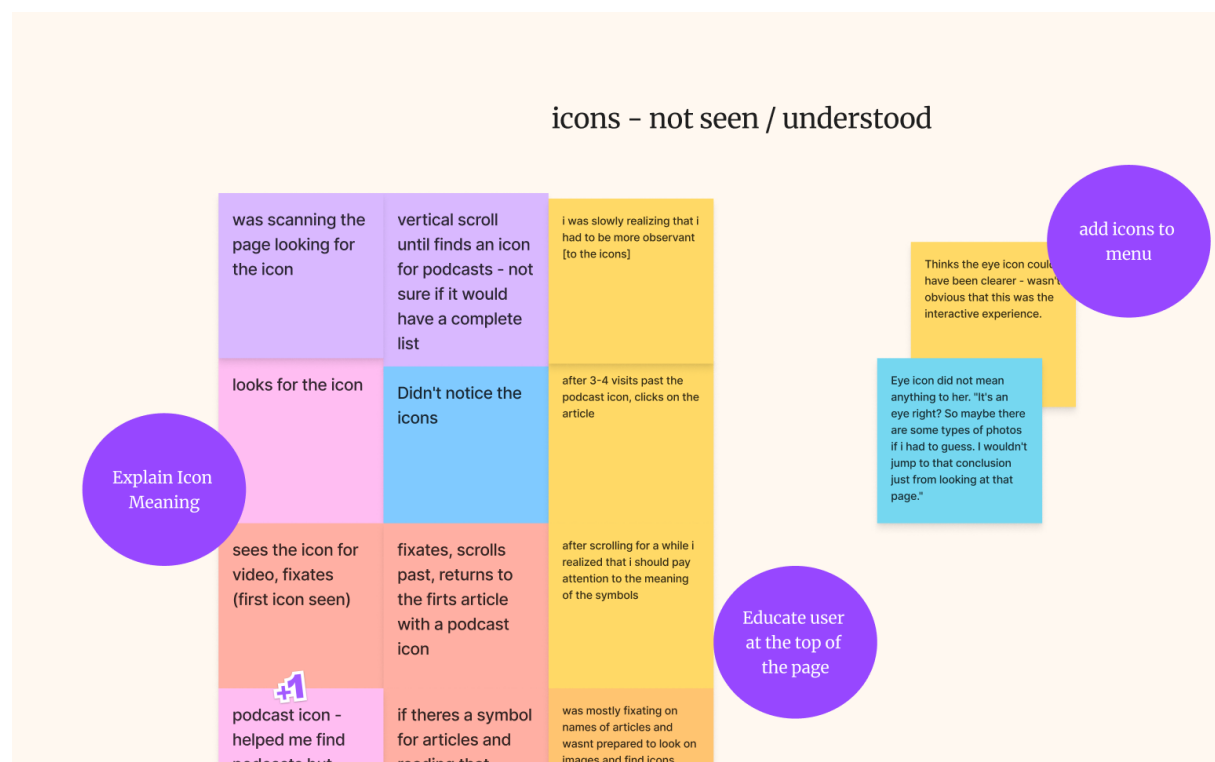 icons - not seen / understood
was scanning the
page looking for
the icon
vertical scroll
until finds an icon
for podcasts - not
sure if it would
have a complete
list
i was slowly realizing that i
had to be more observant
[to the icons]
looks for the icon
Didn't notice the
icons
after 3-4 visits past the
podcast icon, clicks on the
article
Explain Icon
Meaning
sees the icon for
video, fixates
(first icon seen)
fixates, scrolls
past, returns to
the firts article
with a podcast
icon
after scrolling for a while i
realized that i should pay
attention to the meaning
of the symbols
+1
podcast icon -
helped me find
podcasts but
if theres a symbol
for articles and
reading that
was mostly fixating on
names of articles and
wasnt prepared to look on
images and find icons
Educate user
at the top of
the page
add icons to
menu
Thinks the eye icon could
have been clearer - wasn't
obvious that this was the
interactive experience.
Eye icon did not mean
anything to her. "It's an
eye right? So maybe there
are some types of photos
if i had to guess. I wouldn't
jump to that conclusion
just from looking at that
page."